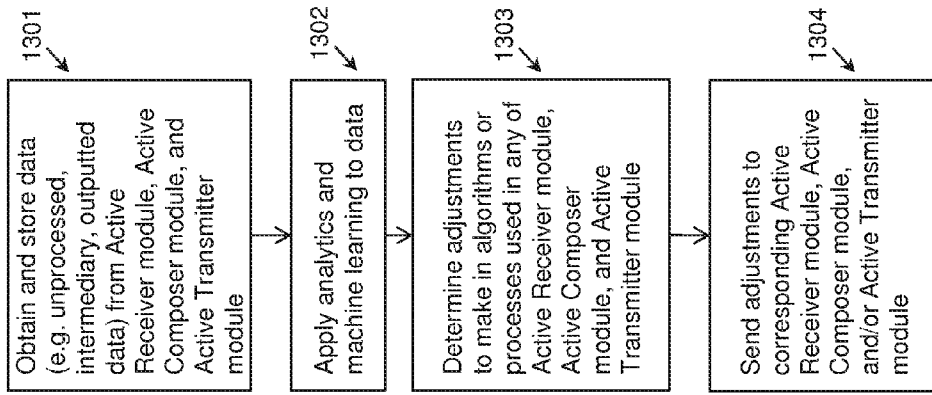 1301
Obtain and store data
(e.g. unprocessed,
intermediary, outputted
data) from Active
Receiver module, Active
Composer module, and
Active Transmitter
module
1302
Apply analytics and
machine learning to data
1303
Determine adjustments
to make in algorithms or
processes used in any of
Active Receiver module,
Active Composer
module, and Active
Transmitter module
1304
Send adjustments to
corresponding Active
Receiver module, Active
Composer module,
and/or Active Transmitter
module